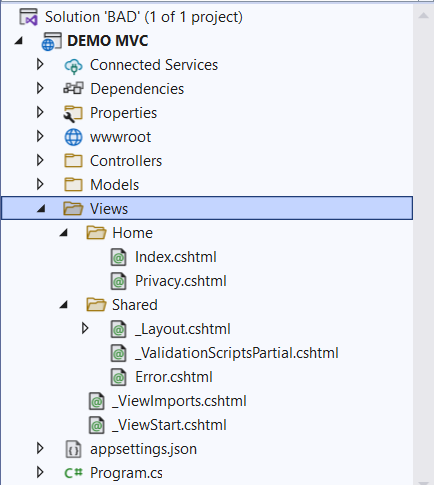 Solution 'BAD' (1 of 1 project)
DEMO MVC
Connected Services
Dependencies
Properties
wwwroot
Controllers
Models
Views
Home
Index.cshtml
Privacy.cshtml
Shared
_Layout.cshtml
_ValidationScriptsPartial.cshtml
Error.cshtml
_ViewImports.cshtml
_ViewStart.cshtml
appsettings.json
C# Program.cs